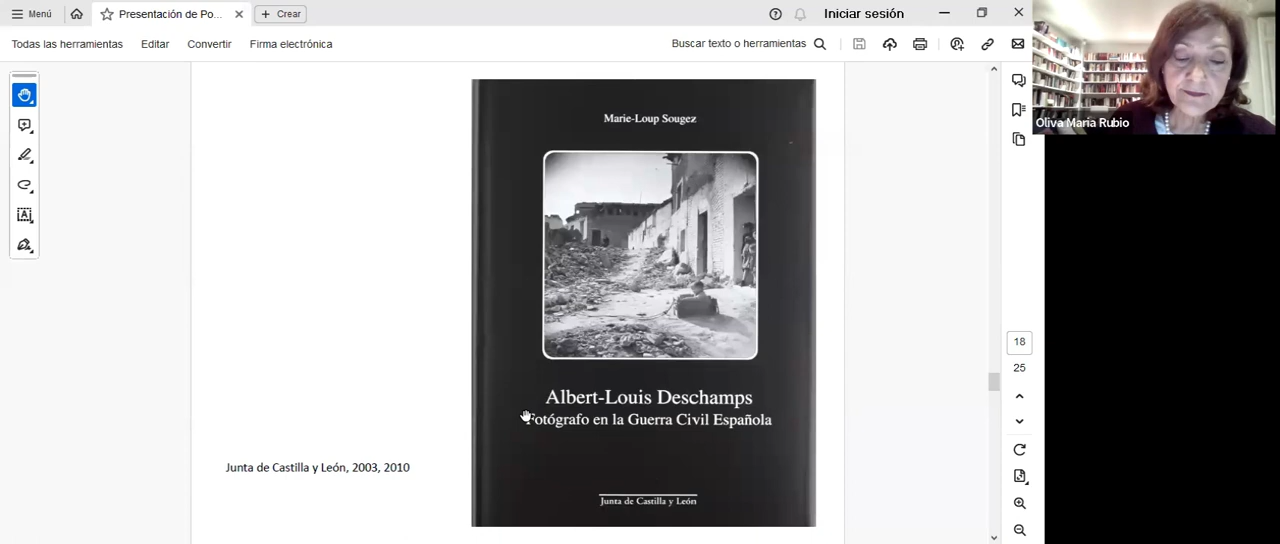 Menú
Presentación de Po...
Crear
Iniciar sesión
Todas las herramientas
Editar
Convertir
Firma electrónica
Buscar texto o herramientas
Oliva María Rubio
Marie-Loup Sougez
Albert-Louis Deschamps
Fotógrafo en la Guerra Civil Española
Junta de Castilla y León, 2003, 2010
Junta de Castilla y León
18
25